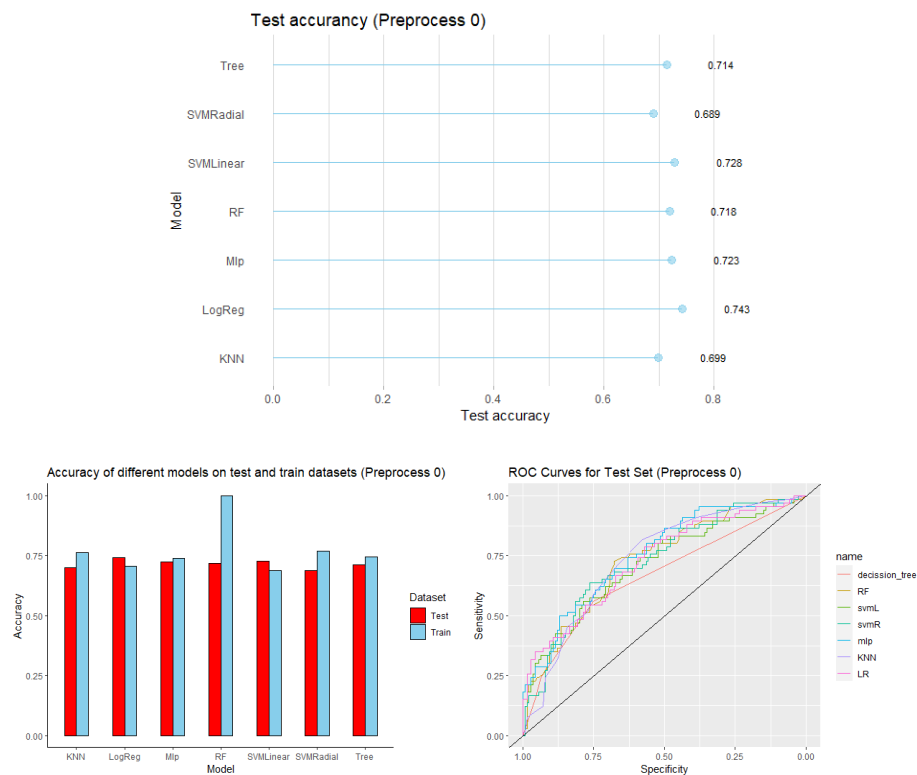 Test accurancy (Preprocess 0)
Tree
0.714
SVMRadial
0.689
SVMLinear
0.728
Model
RF
0.718
Mlp
0.723
LogReg
0.743
KNN
0.699
0.0 0.2 0.4 0.6 0.8
Test accuracy
Accuracy of different models on test and train datasets (Preprocess 0)
1.00
0.75
0.50
0.25
0.00
Accuracy
KNN LogReg Mlp RF SVMLinear SVMRadial Tree
Model
Dataset
Test
Train
ROC Curves for Test Set (Preprocess 0)
1.00
0.75
0.50
0.25
0.00
Sensitivity
1.00 0.75 0.50 0.25 0.00
Specificity
name
decission_tree
RF
svmL
svmR
mlp
KNN
LR